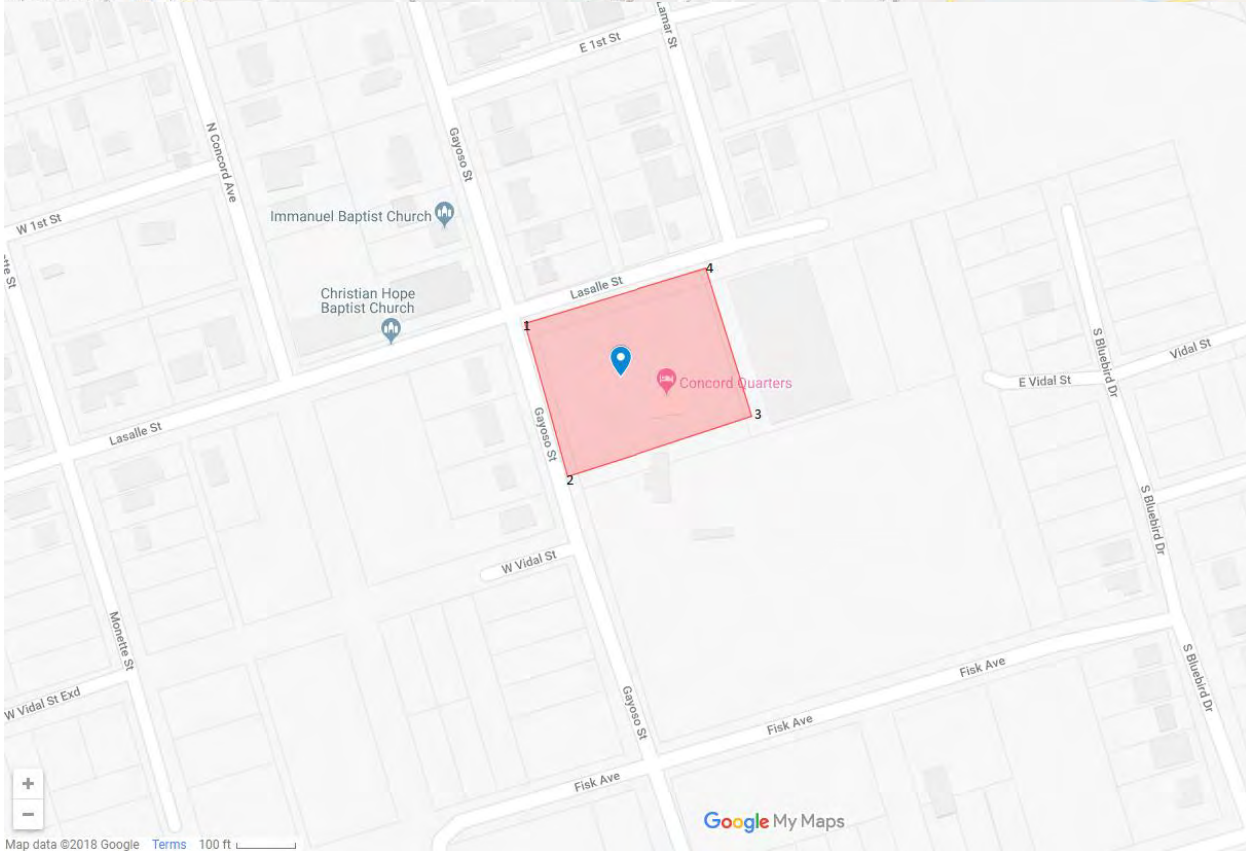 Lamar St
E 1st St
Gayoso St
N Concord Ave
W 1st St
Immanuel Baptist Church
Lasalle St
4
Christian Hope
Baptist Church
1
S Bluebird Dr
Vidal St
E Vidal St
Concord Quarters
3
Gayoso St
Lasalle St
2
S Bluebird Dr
W Vidal St
Monette St
Fisk Ave
S Bluebird Dr
W Vidal St Exd
Gayoso St
Fisk Ave
Fisk Ave
+
−
Google My Maps
Map data ©2018 Google Terms 100 ft